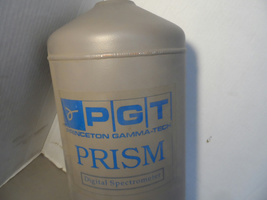 PGT
PRINCETON GAMMA-TECH
PRISM
Digital Spectrometer